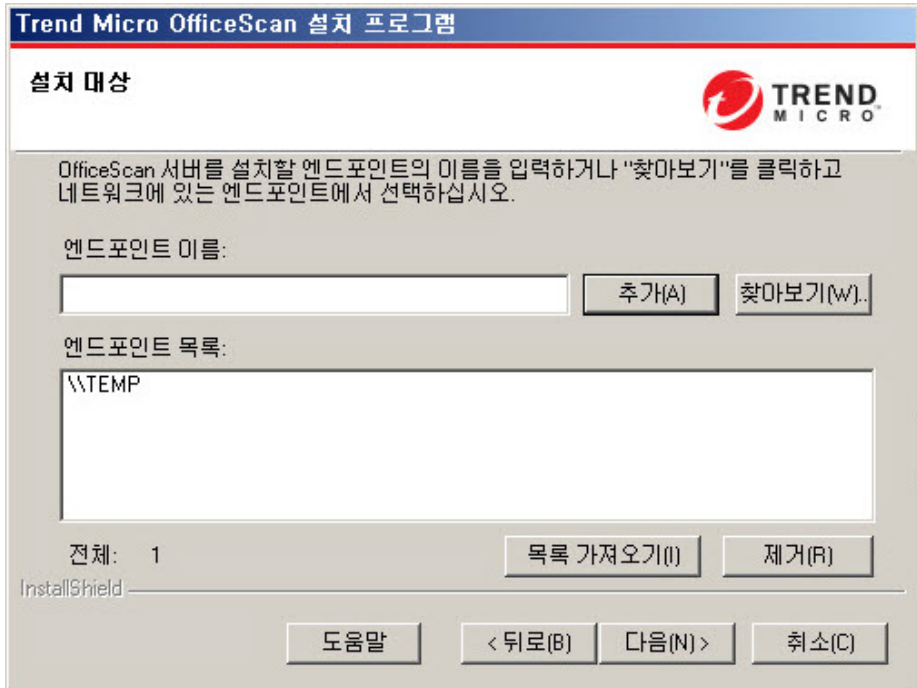 Trend Micro OfficeScan 설치 프로그램
설치 대상
TREND
MICRO
OfficeScan 서버를 설치할 엔드포인트의 이름을 입력하거나 "찾아보기"를 클릭하고
네트워크에 있는 엔드포인트에서 선택하십시오.
엔드포인트 이름:
추가(A)
찾아보기(W)..
엔드포인트 목록:
\\TEMP
전체: 1
목록 가져오기(I)
제거(R)
InstallShield
도움말
< 뒤로(B)
다음(N) >
취소(C)